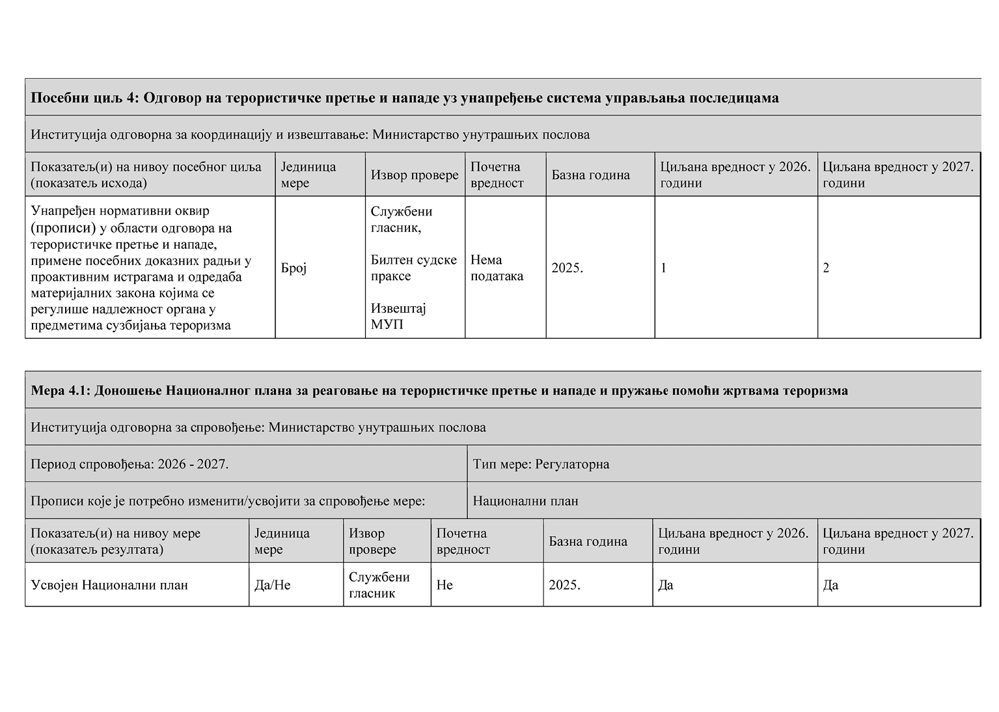 Посебни циљ 4: Одговор на терористичке претње и нападе уз унапређење система управљања последицама
Институција одговорна за координацију и извештавање: Министарство унутрашњих послова
Показатељ(и) на нивоу посебног циља
(показатељ исхода)
Јединица
мере
Извор провере
Почетна
вредност
Базна година
Циљана вредност у 2026.
години
Циљана вредност у 2027.
години
Унапређен нормативни оквир
(прописи) у области одговора на
терористичке претње и нападе,
примене посебних доказних радњи у
проактивним истрагама и одредаба
материјалних закона којима се
регулише надлежност органа у
предметима сузбијања тероризма
Број
Службени
гласник,
Билтен судске
праксе
Извештај
МУП
Нема
података
2025.
1
2
Мера 4.1: Доношење Националног плана за реаговање на терористичке претње и нападе и пружање помоћи жртвама тероризма
Институција одговорна за спровођење: Министарство унутрашњих послова
Период спровођења: 2026 - 2027.
Тип мере: Регулаторна
Прописи које је потребно изменити/усвојити за спровођење мере:
Национални план
Показатељ(и) на нивоу мере
(показатељ резултата)
Јединица
мере
Извор
провере
Почетна
вредност
Базна година
Циљана вредност у 2026.
години
Циљана вредност у 2027.
години
Усвојен Национални план
Да/Не
Службени
гласник
Не
2025.
Да
Да